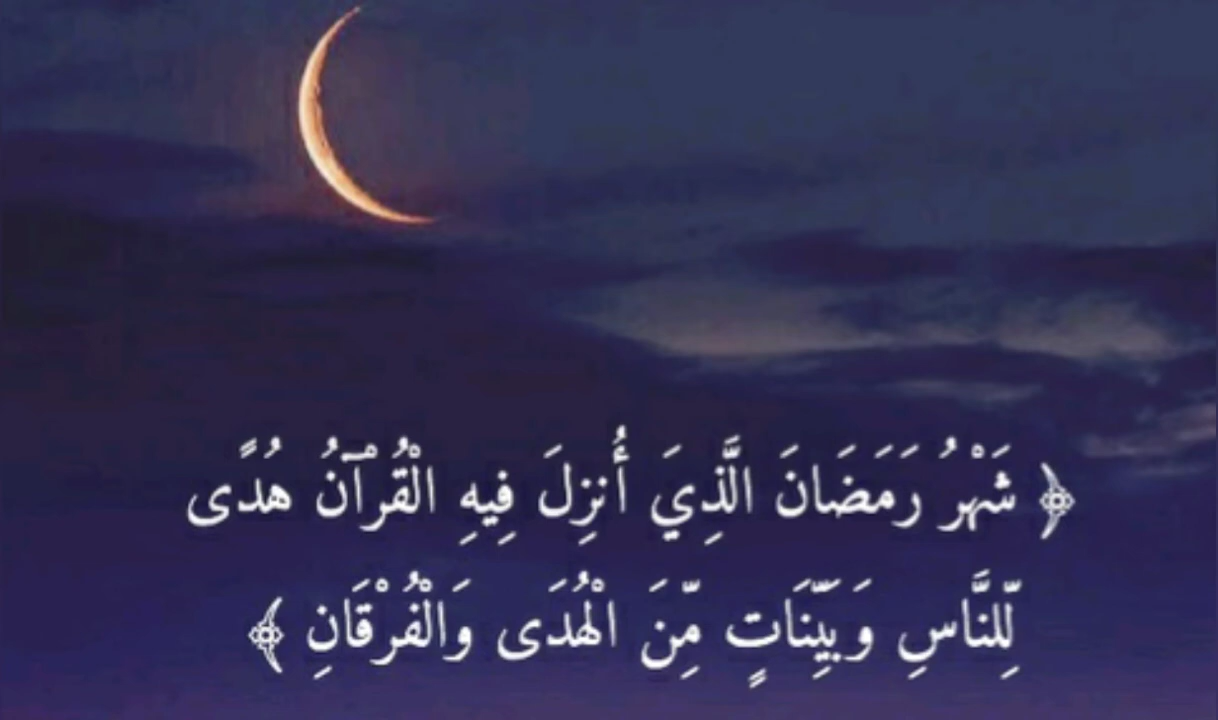 ﴿ شَهْرُ رَمَضَانَ الَّذِيَ أُنزِلَ فِيهِ الْقُرْآنُ هُدًى
لِّلنَّاسِ وَبَيِّنَاتٍ مِّنَ الْهُدَى وَالْفُرْقَانِ ﴾